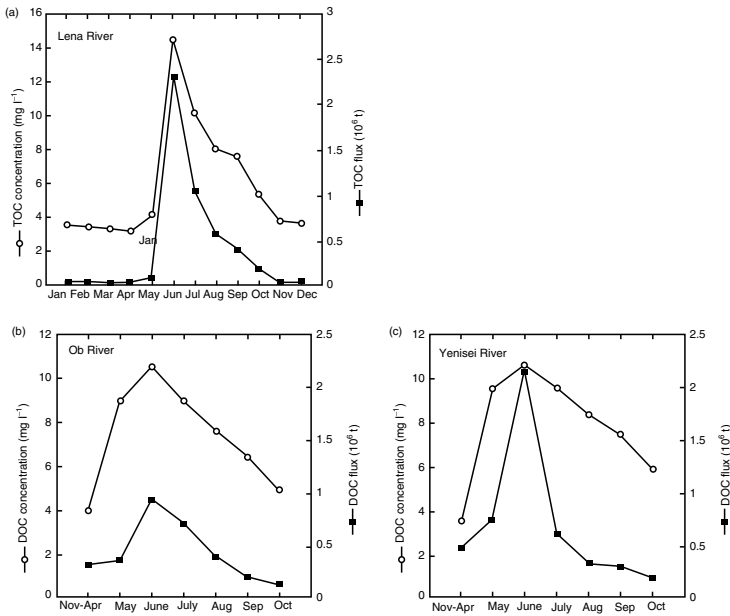 (a)
Lena River
16
14
12
10
8
6
4
2
0
3
2.5
2
1.5
1
0.5
0
TOC concentration (mg l⁻¹)
TOC flux (10⁶ t)
Jan
Jan Feb Mar Apr May Jun Jul Aug Sep Oct Nov Dec
(b)
Ob River
12
10
8
6
4
2
0
2.5
2
1.5
1
0.5
0
DOC concentration (mg l⁻¹)
DOC flux (10⁶ t)
Nov-Apr May June July Aug Sep Oct
(c)
Yenisei River
12
10
8
6
4
2
0
2.5
2
1.5
1
0.5
0
DOC concentration (mg l⁻¹)
DOC flux (10⁶ t)
Nov-Apr May June July Aug Sep Oct